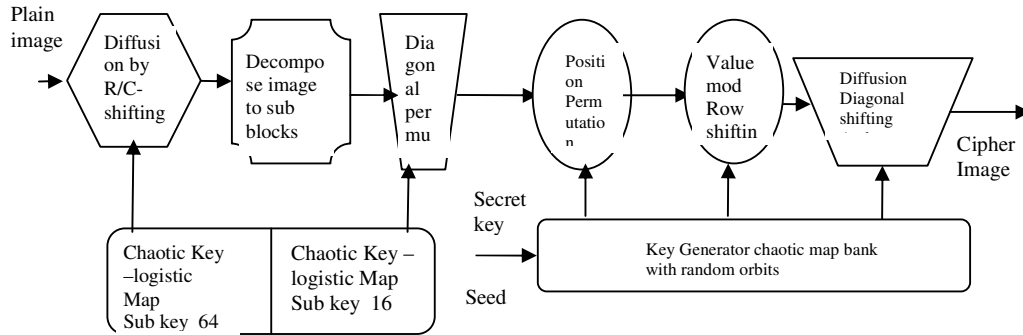 Plain
image
Diffusi
on by
R/C-
shifting
Decompo
se image
to sub
blocks
Dia
gon
al
per
mu
Positi
on
Perm
utatio
n
Value
mod
Row
shiftin
Diffusion
Diagonal
shifting
Cipher
Image
Chaotic Key
–logistic
Map
Sub key 64
Chaotic Key –
logistic Map
Sub key 16
Secret
key
Seed
Key Generator chaotic map bank
with random orbits